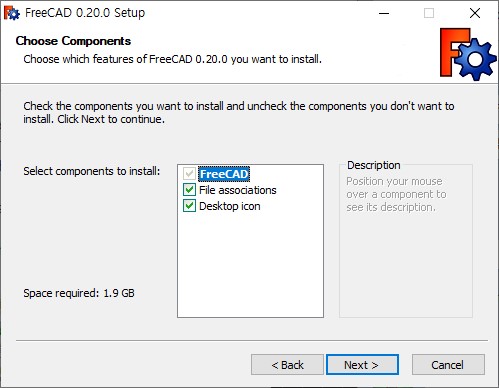 FreeCAD 0.20.0 Setup
Choose Components
Choose which features of FreeCAD 0.20.0 you want to install.
Check the components you want to install and uncheck the components you don't want to
install. Click Next to continue.
Select components to install:
FreeCAD
File associations
Desktop icon
Description
Position your mouse
over a component to
see its description.
Space required: 1.9 GB
< Back
Next >
Cancel